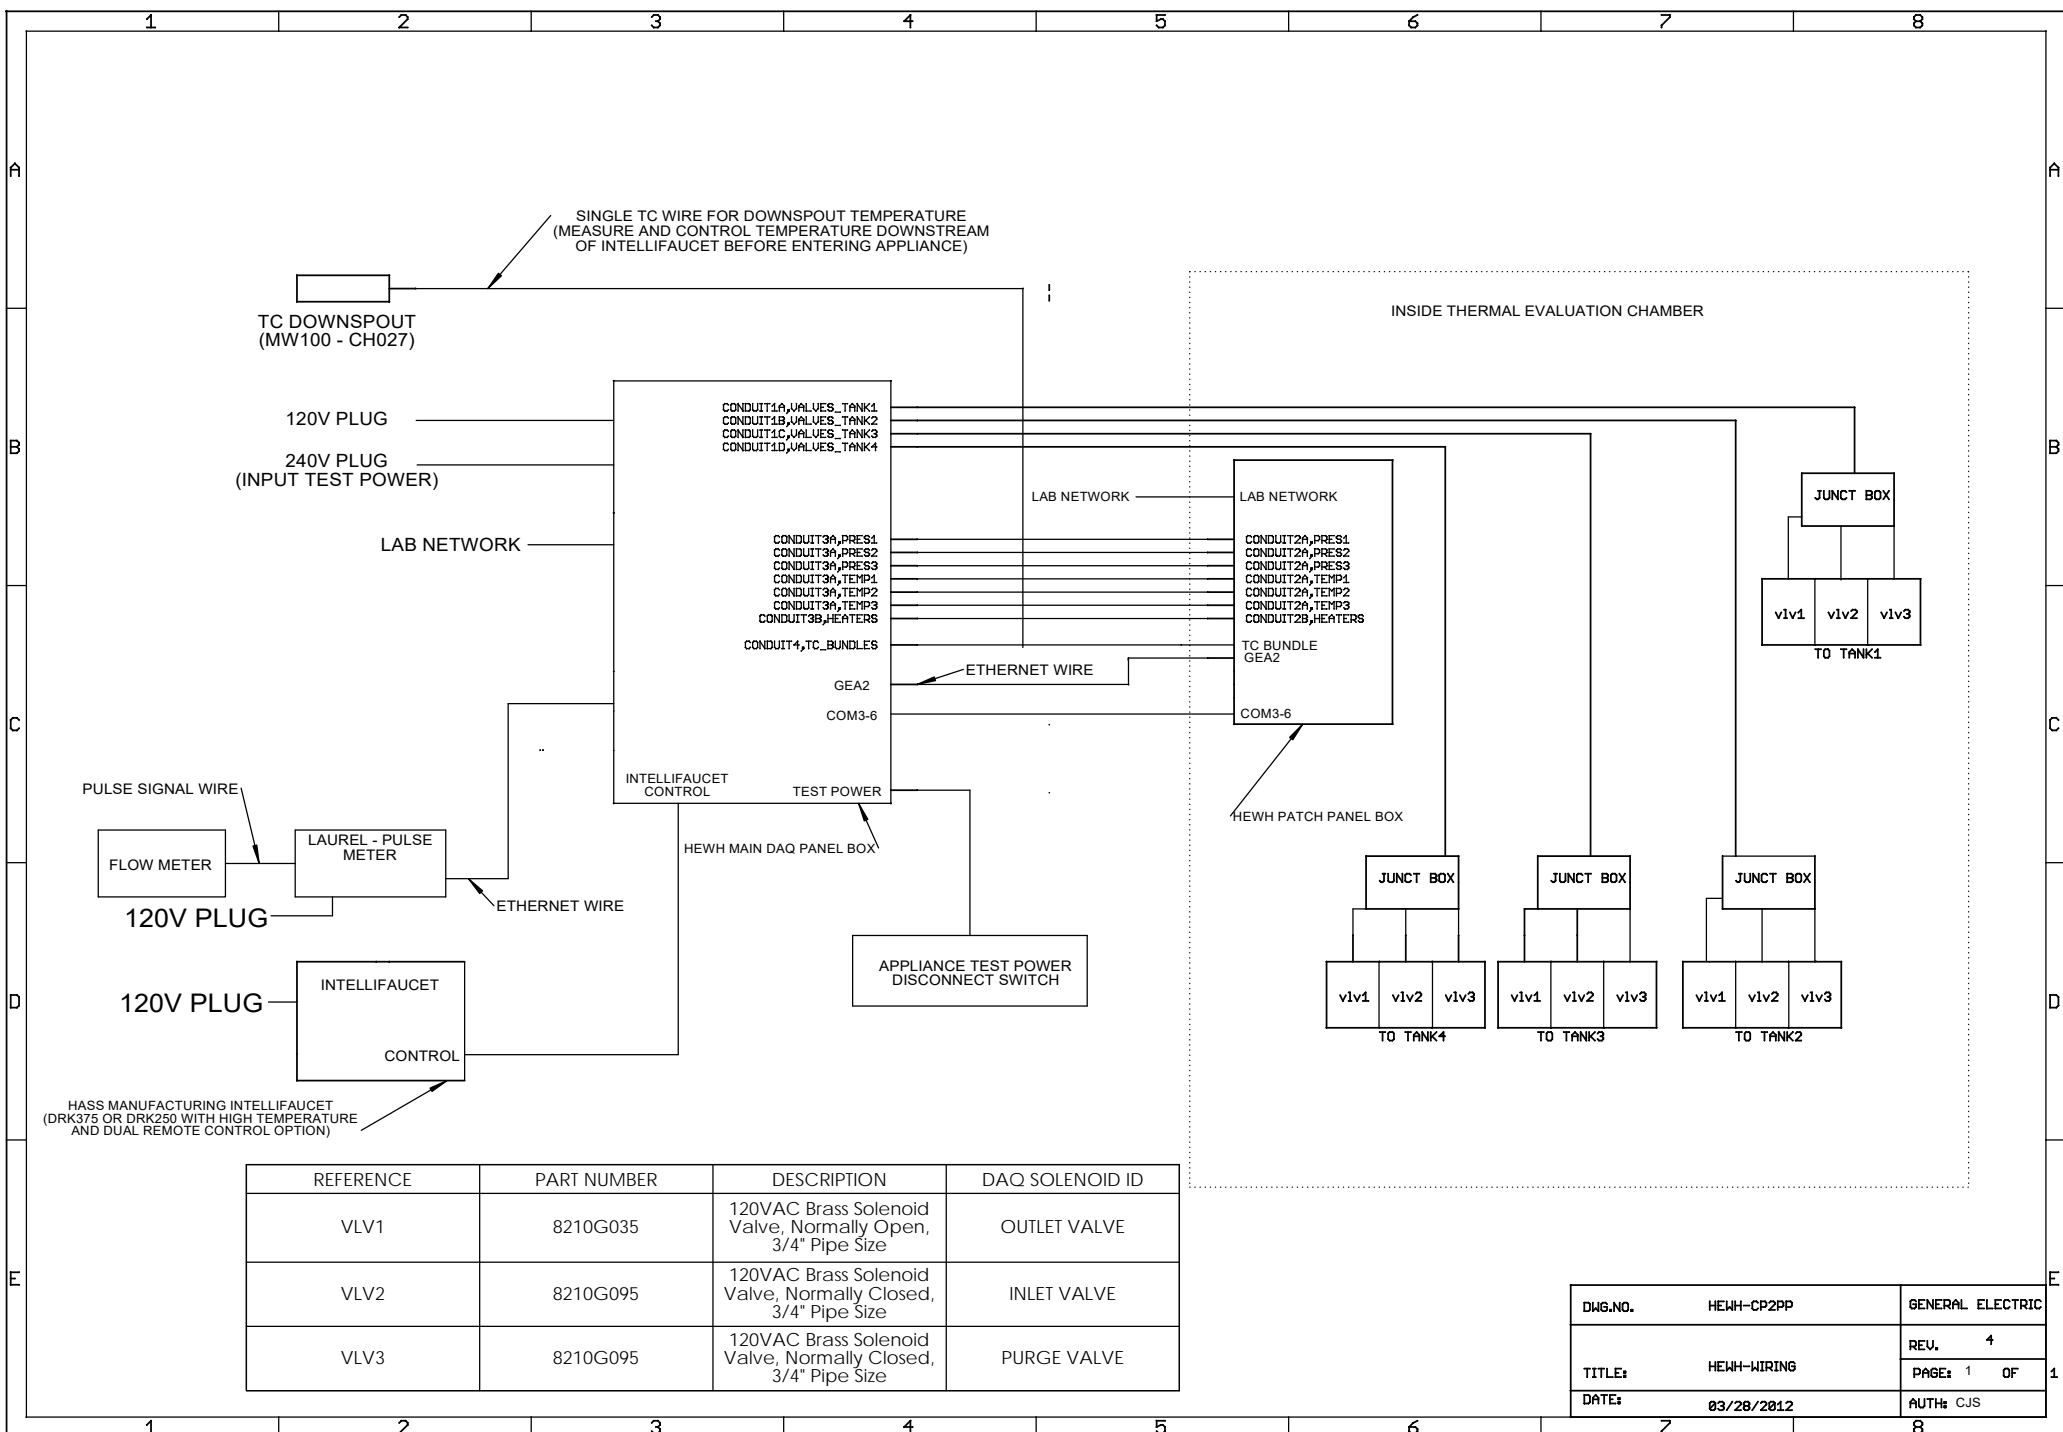 1 2 3 4 5 6 7 8
A A
SINGLE TC WIRE FOR DOWNSPOUT TEMPERATURE
(MEASURE AND CONTROL TEMPERATURE DOWNSTREAM
OF INTELLIFAUCET BEFORE ENTERING APPLIANCE)
TC DOWNSPOUT
(MW100 - CH027)
INSIDE THERMAL EVALUATION CHAMBER
B B
120V PLUG
240V PLUG
(INPUT TEST POWER)
LAB NETWORK
CONDUIT1A,VALVES_TANK1
CONDUIT1B,VALVES_TANK2
CONDUIT1C,VALVES_TANK3
CONDUIT1D,VALVES_TANK4
CONDUIT3A,PRES1
CONDUIT3A,PRES2
CONDUIT3A,PRES3
CONDUIT3A,TEMP1
CONDUIT3A,TEMP2
CONDUIT3A,TEMP3
CONDUIT3B,HEATERS
CONDUIT4,TC_BUNDLES
GEA2
COM3-6
INTELLIFAUCET
CONTROL
TEST POWER
HEWH MAIN DAQ PANEL BOX
ETHERNET WIRE
LAB NETWORK
LAB NETWORK
CONDUIT2A,PRES1
CONDUIT2A,PRES2
CONDUIT2A,PRES3
CONDUIT2A,TEMP1
CONDUIT2A,TEMP2
CONDUIT2A,TEMP3
CONDUIT2B,HEATERS
TC BUNDLE
GEA2
COM3-6
HEWH PATCH PANEL BOX
JUNCT BOX
vlv1 vlv2 vlv3
TO TANK1
C C
PULSE SIGNAL WIRE
FLOW METER
LAUREL - PULSE
METER
120V PLUG
ETHERNET WIRE
APPLIANCE TEST POWER
DISCONNECT SWITCH
D D
120V PLUG
INTELLIFAUCET
CONTROL
HASS MANUFACTURING INTELLIFAUCET
(DRK375 OR DRK250 WITH HIGH TEMPERATURE
AND DUAL REMOTE CONTROL OPTION)
JUNCT BOX
vlv1 vlv2 vlv3
TO TANK4
JUNCT BOX
vlv1 vlv2 vlv3
TO TANK3
JUNCT BOX
vlv1 vlv2 vlv3
TO TANK2
REFERENCE PART NUMBER DESCRIPTION DAQ SOLENOID ID
VLV1 8210G035 120VAC Brass Solenoid
Valve, Normally Open,
3/4" Pipe Size
OUTLET VALVE
VLV2 8210G095 120VAC Brass Solenoid
Valve, Normally Closed,
3/4" Pipe Size
INLET VALVE
VLV3 8210G095 120VAC Brass Solenoid
Valve, Normally Closed,
3/4" Pipe Size
PURGE VALVE
E E
DWG.NO. HEWH-CP2PP GENERAL ELECTRIC
REV. 4
TITLE: HEWH-WIRING
PAGE: 1 OF 1
DATE: 03/28/2012 AUTH: CJS
1 2 3 4 5 6 7 8